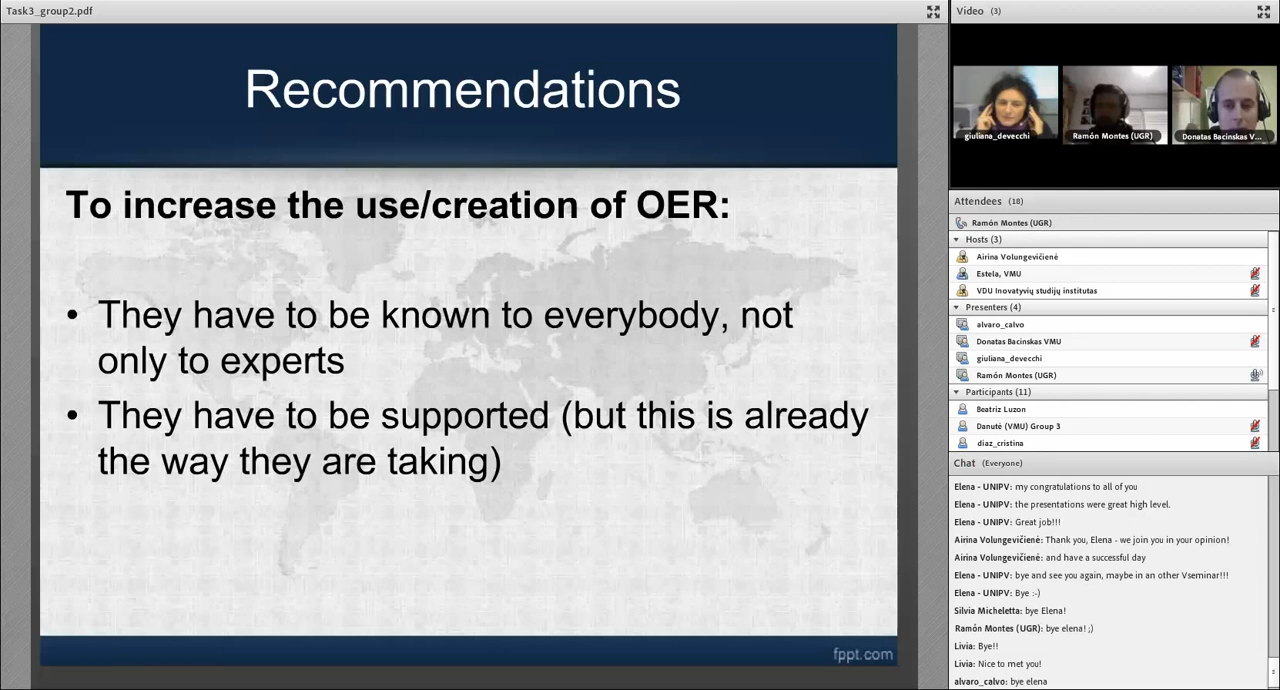 Task3_group2.pdf
Recommendations
To increase the use/creation of OER:
• They have to be known to everybody, not
only to experts
• They have to be supported (but this is already
the way they are taking)
fppt.com
Video (3)
giuliana_devecchi
Ramón Montes (UGR)
Donatas Bacinskas V...
Attendees (18)
Ramón Montes (UGR)
Hosts (3)
Airina Volungevičienė
Estela, VMU
VDU Inovatyvių studijų institutas
Presenters (4)
alvaro_calvo
Donatas Bacinskas VMU
giuliana_devecchi
Ramón Montes (UGR)
Participants (11)
Beatriz Luzon
Danutė (VMU) Group 3
diaz_cristina
Chat (Everyone)
Elena - UNIPV: my congratulations to all of you
Elena - UNIPV: the presentations were great high level.
Elena - UNIPV: Great job!!!
Airina Volungevičienė: Thank you, Elena - we join you in your opinion!
Airina Volungevičienė: and have a successful day
Elena - UNIPV: bye and see you again, maybe in an other Vseminar!!!
Elena - UNIPV: Bye :-)
Silvia Micheletta: bye Elena!
Ramón Montes (UGR): bye elena! ;)
Livia: Bye!!
Livia: Nice to met you!
alvaro_calvo: bye elena